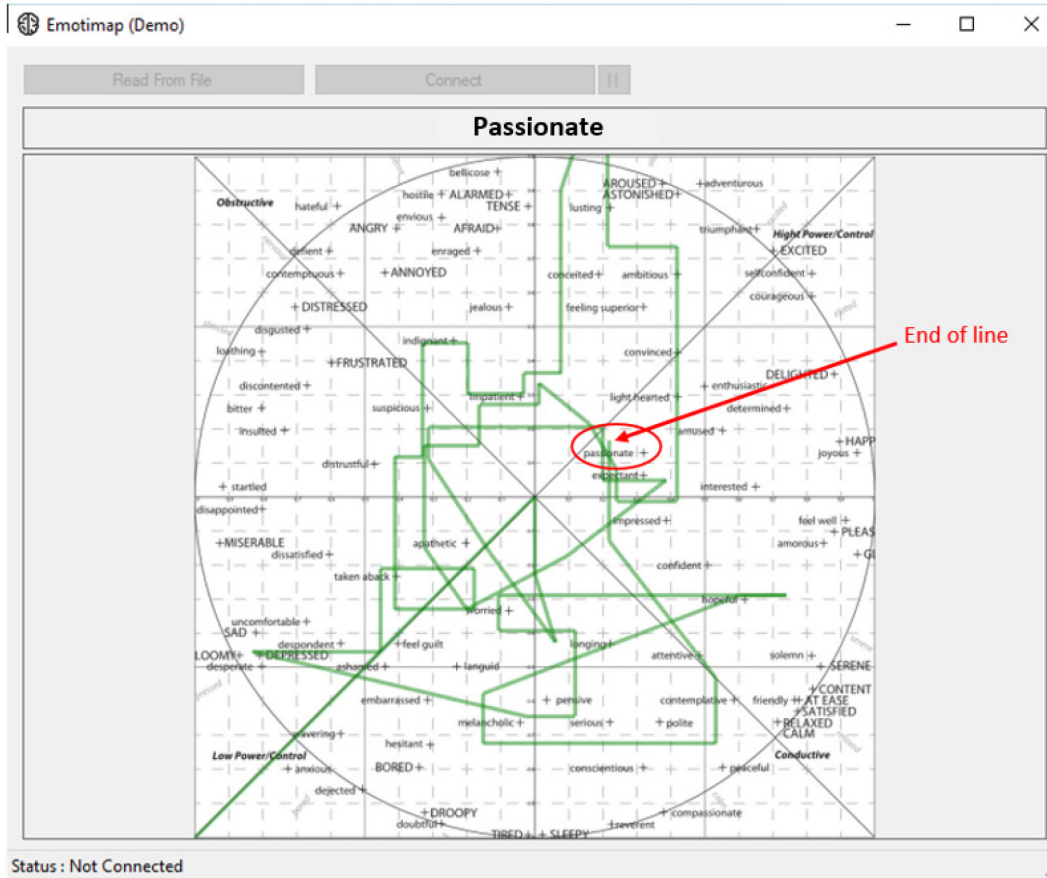 Emotimap (Demo)
Read From File
Connect
Passionate
bellicose
AROUSED
adventurous
hostile
ALARMED
ASTONISHED
Obstructive
hateful
TENSE
lusting
envious
ANGRY
AFRAID
triumphant
Hight Power/Control
defient
enraged
EXCITED
contemptuous
ANNOYED
conceited
ambitious
selfconfident
courageous
DISTRESSED
jealous
feeling superior
disgusted
End of line
indignant
loathing
convinced
FRUSTRATED
DELIGHTED
discontented
enthusiastic
impatient
light hearted
bitter
suspicious
determined
insulted
amused
HAPP
passionate
joyous
distrustful
expectant
startled
interested
disappointed
impressed
feel well
PLEAS
MISERABLE
apathetic
amorous
dissatisfied
GL
confident
taken aback
hopeful
worried
uncomfortable
SAD
despondent
feel guilt
longing
serene
LOOMY
DEPRESSED
attentive
solemn
desperate
ashamed
languid
SERENE
CONTENT
embarrassed
pensive
contemplative
friendly
AT EASE
SATISFIED
melancholic
serious
polite
RELAXED
wavering
CALM
hesitant
Low Power/Control
Conductive
anxious
BORED
conscientious
peaceful
dejected
DROOPY
compassionate
doubtful
reverent
TIRED
SLEEPY
Status : Not Connected